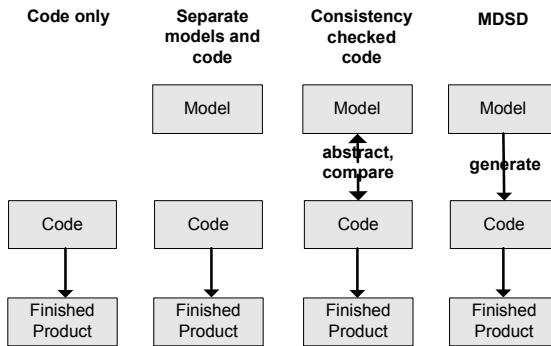 Code only
Separate
models and
code
Consistency
checked
code
MDSD
Model
Model
Model
abstract,
compare
generate
Code
Code
Code
Code
Finished
Product
Finished
Product
Finished
Product
Finished
Product